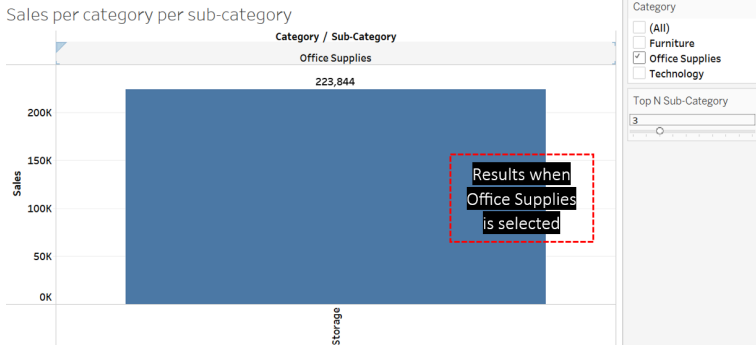 Sales per category per sub-category
Category / Sub-Category
Office Supplies
223,844
200K
150K
100K
50K
0K
Sales
Storage
Results when
Office Supplies
is selected
Category
(All)
Furniture
Office Supplies
Technology
Top N Sub-Category
3